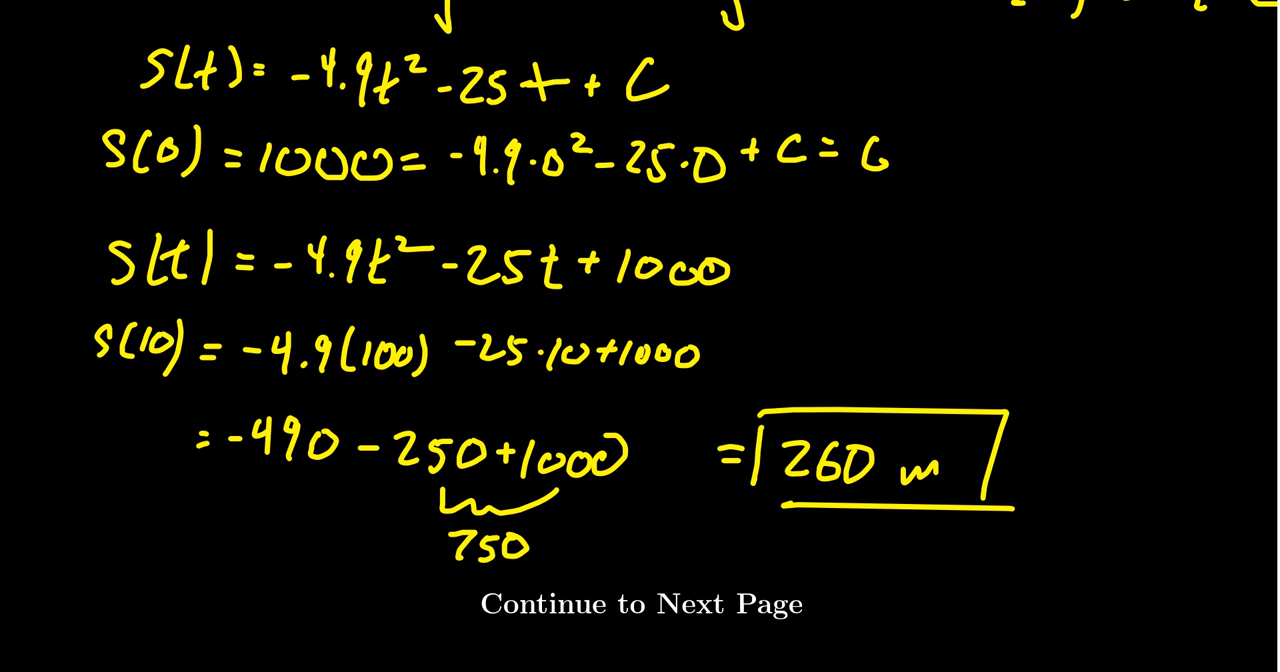 S(t) = -4.9t² - 25t + C
S(0) = 1000 = -4.9·0² - 25·0 + C = C
S(t) = -4.9t² - 25t + 1000
S(10) = -4.9(100) - 25·10 + 1000
= -490 - 250 + 1000 = 260 m
750
Continue to Next Page